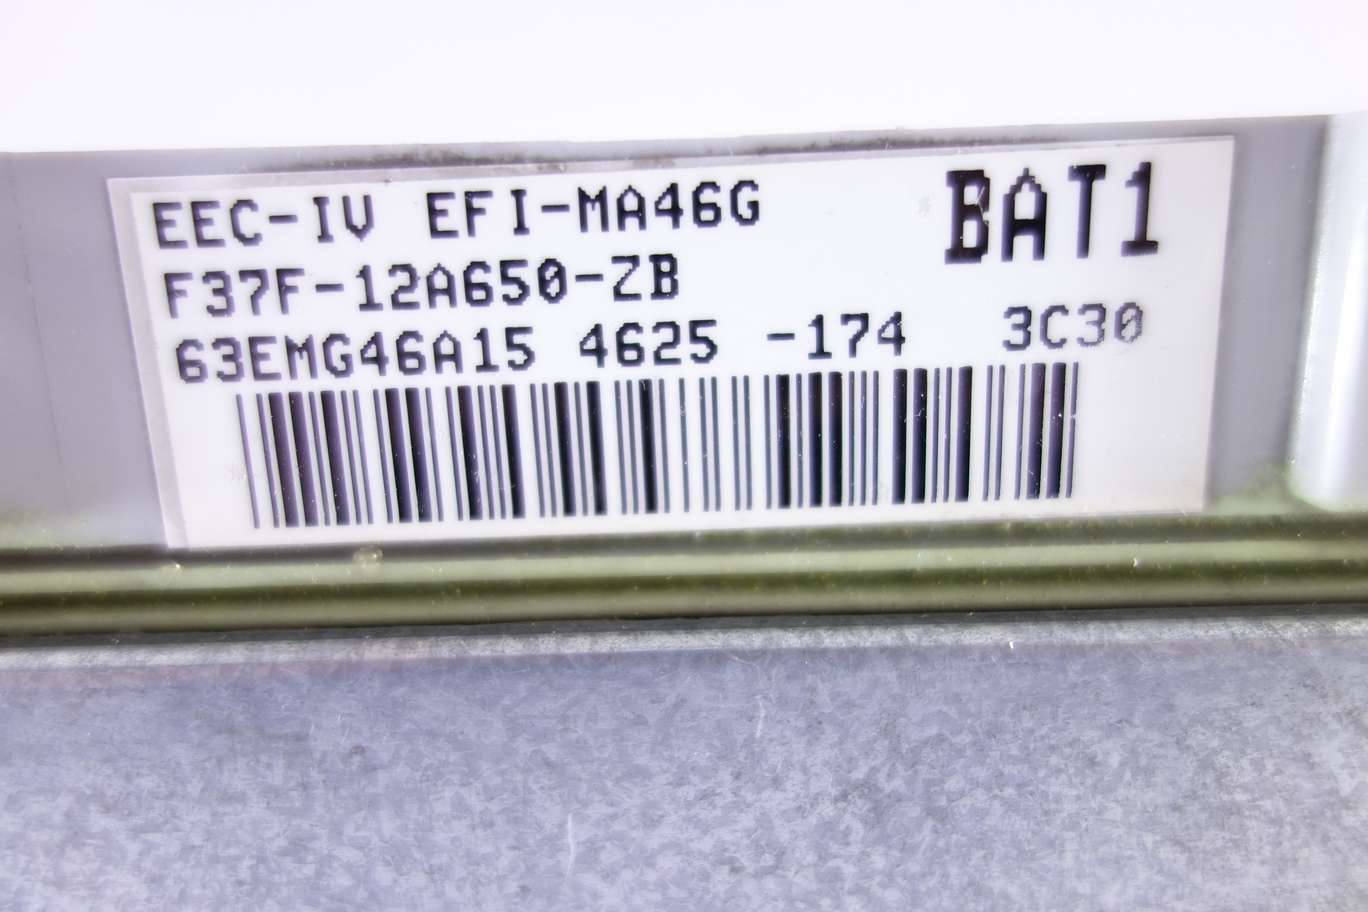 EEC-IV EFI-MA46G BAT1
F37F-12A650-ZB
63EMG46A15 4625 -174 3C30